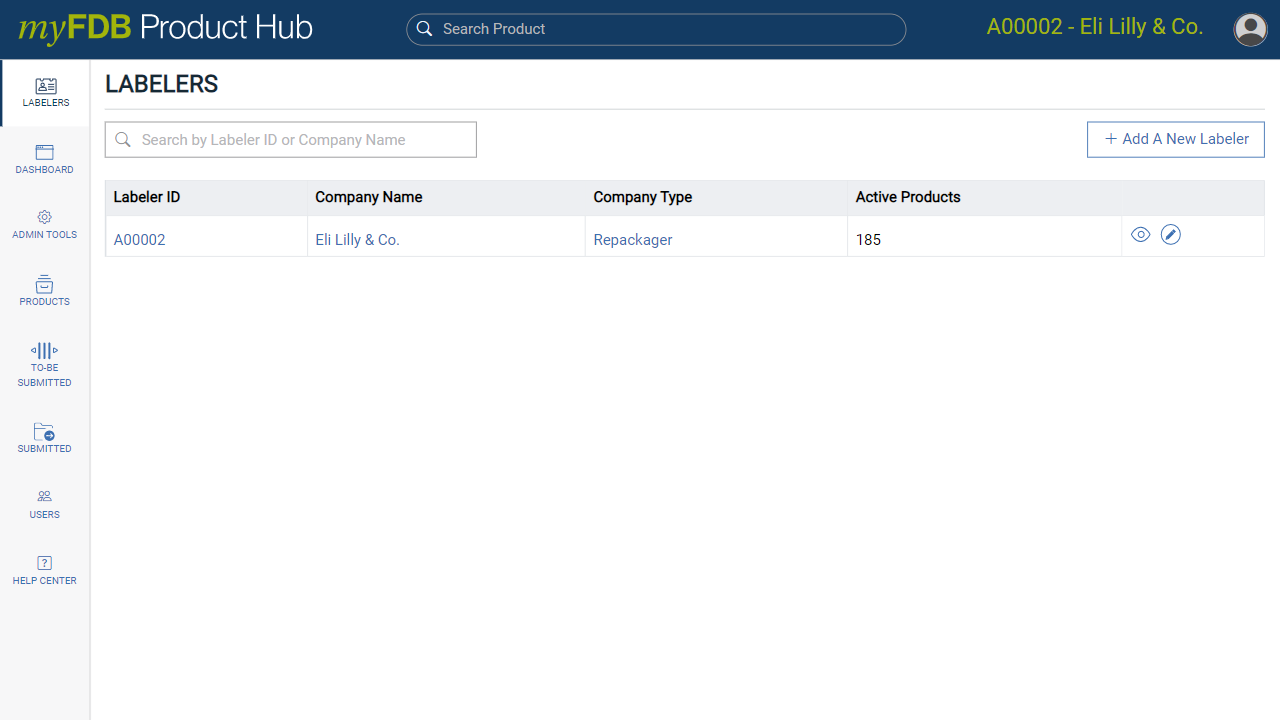 myFDB Product Hub
Search Product
A00002 - Eli Lilly & Co.
LABELERS
DASHBOARD
ADMIN TOOLS
PRODUCTS
TO-BE
SUBMITTED
SUBMITTED
USERS
HELP CENTER
LABELERS
Search by Labeler ID or Company Name
+ Add A New Labeler
Labeler ID Company Name Company Type Active Products
A00002 Eli Lilly & Co. Repackager 185